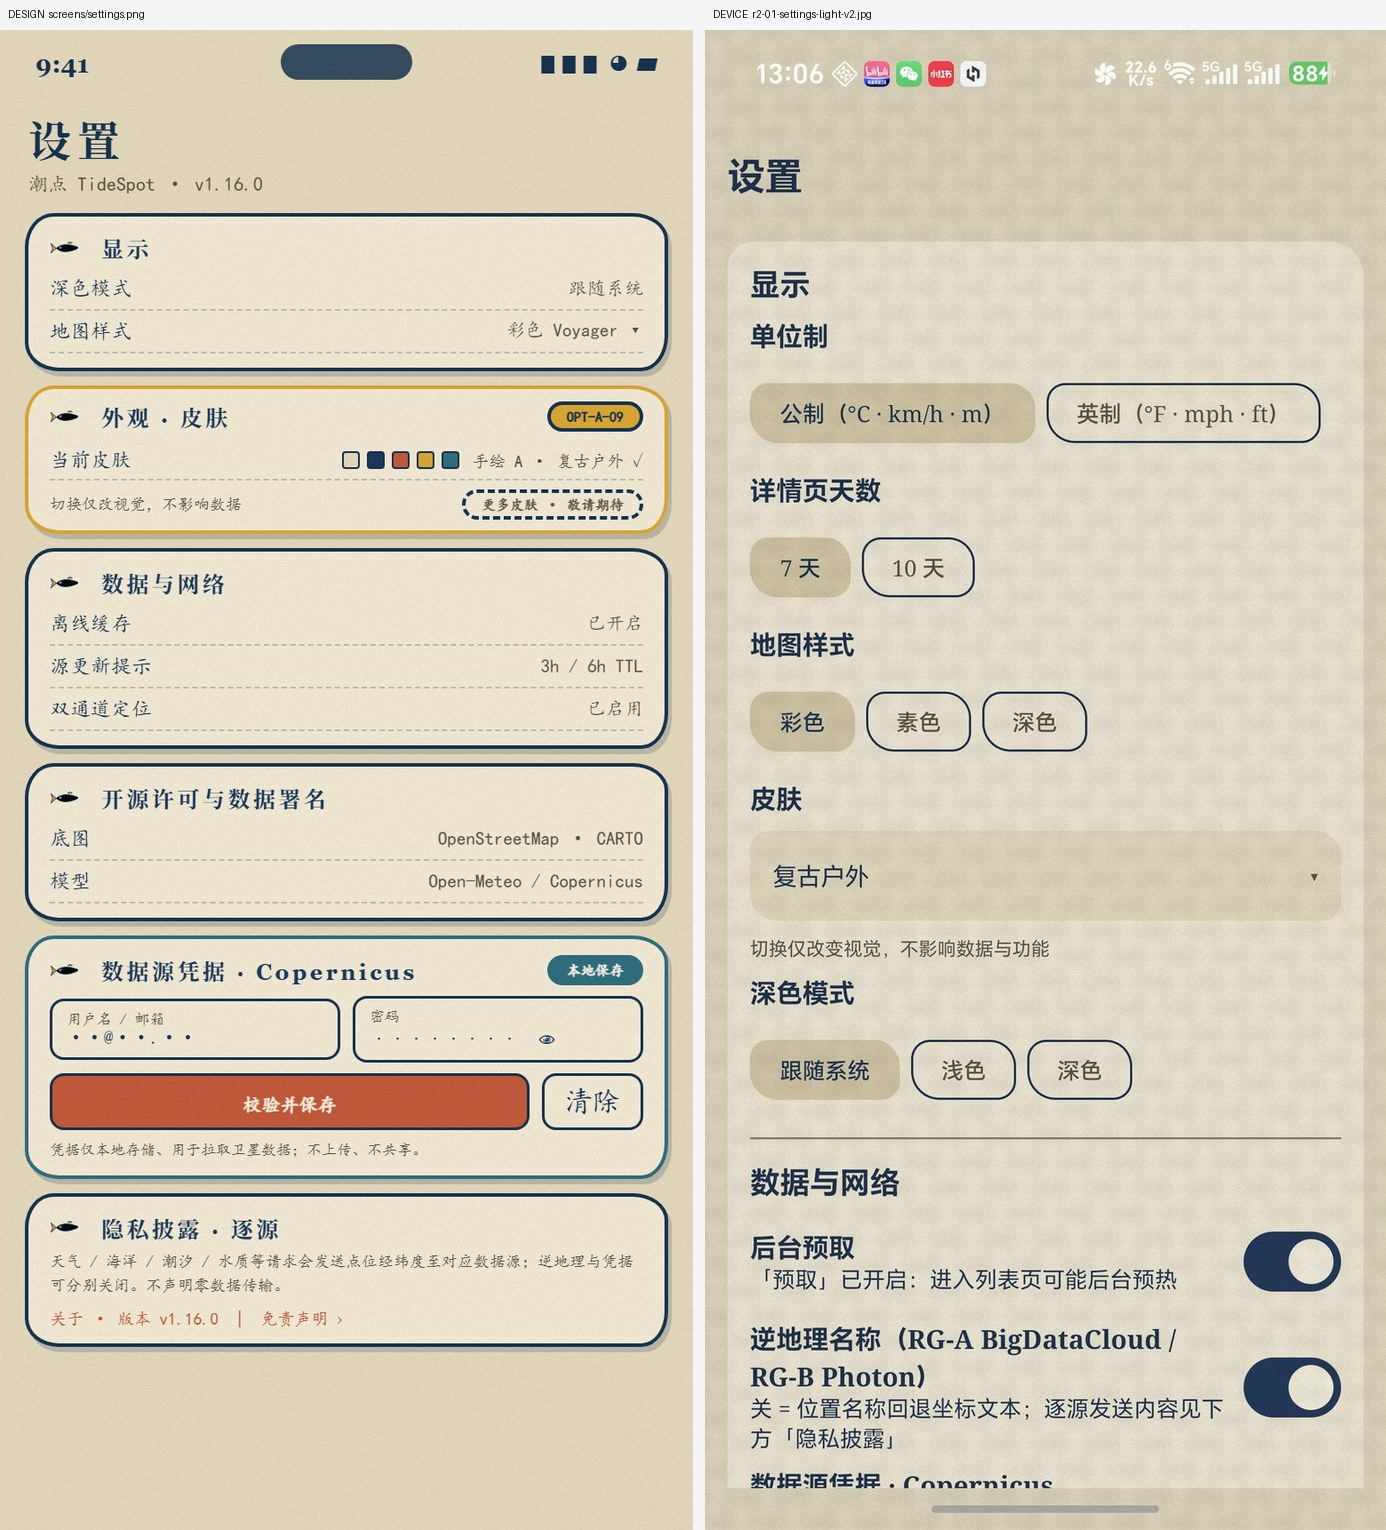 DESIGN screens/settings.png
9:41
设置
潮点 TideSpot • v1.16.0
显示
深色模式 跟随系统
地图样式 彩色 Voyager ▾
外观 · 皮肤 OPT-A-09
当前皮肤 手绘 A • 复古户外 √
切换仅改视觉，不影响数据 更多皮肤 • 敬请期待
数据与网络
离线缓存 已开启
源更新提示 3h / 6h TTL
双通道定位 已启用
开源许可与数据署名
底图 OpenStreetMap • CARTO
模型 Open-Meteo / Copernicus
数据源凭据 · Copernicus 本地保存
用户名 / 邮箱 密码
••@••.•• ········
校验并保存 清除
凭据仅本地存储、用于拉取卫星数据；不上传、不共享。
隐私披露 · 逐源
天气 / 海洋 / 潮汐 / 水质等请求会发送点位经纬度至对应数据源；逆地理与凭据
可分别关闭。不声明零数据传输。
关于 • 版本 v1.16.0 | 免责声明 ›
DEVICE r2-01-settings-light-v2.jpg
13:06 bilibili 小红书 22.6 K/s 6 5G 5G 88
设置
显示
单位制
公制（°C · km/h · m） 英制（°F · mph · ft）
详情页天数
7 天 10 天
地图样式
彩色 素色 深色
皮肤
复古户外 ▾
切换仅改变视觉，不影响数据与功能
深色模式
跟随系统 浅色 深色
数据与网络
后台预取
「预取」已开启：进入列表页可能后台预热
逆地理名称（RG-A BigDataCloud /
RG-B Photon）
关 = 位置名称回退坐标文本；逐源发送内容见下
方「隐私披露」
数据源凭据 · Copernicus